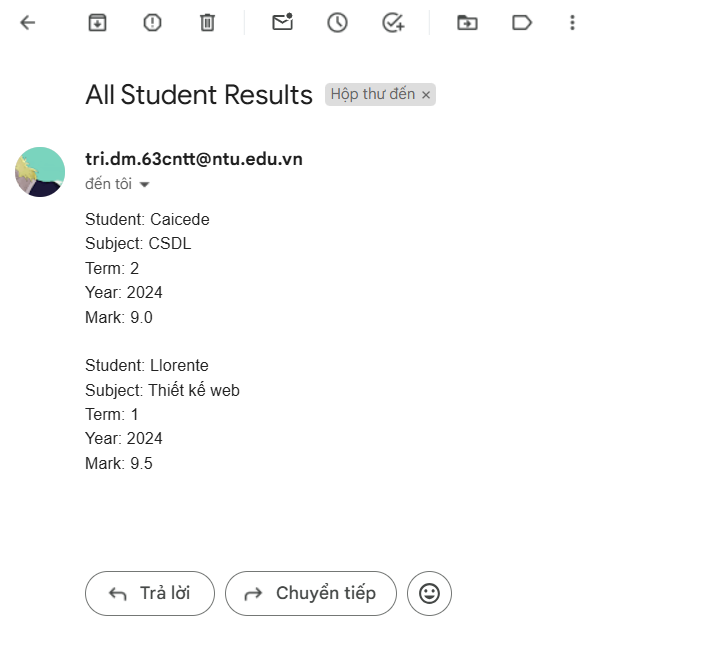 All Student Results Hộp thư đến ×
tri.dm.63cntt@ntu.edu.vn
đến tôi
Student: Caicede
Subject: CSDL
Term: 2
Year: 2024
Mark: 9.0
Student: Llorente
Subject: Thiết kế web
Term: 1
Year: 2024
Mark: 9.5
Trả lời
Chuyển tiếp